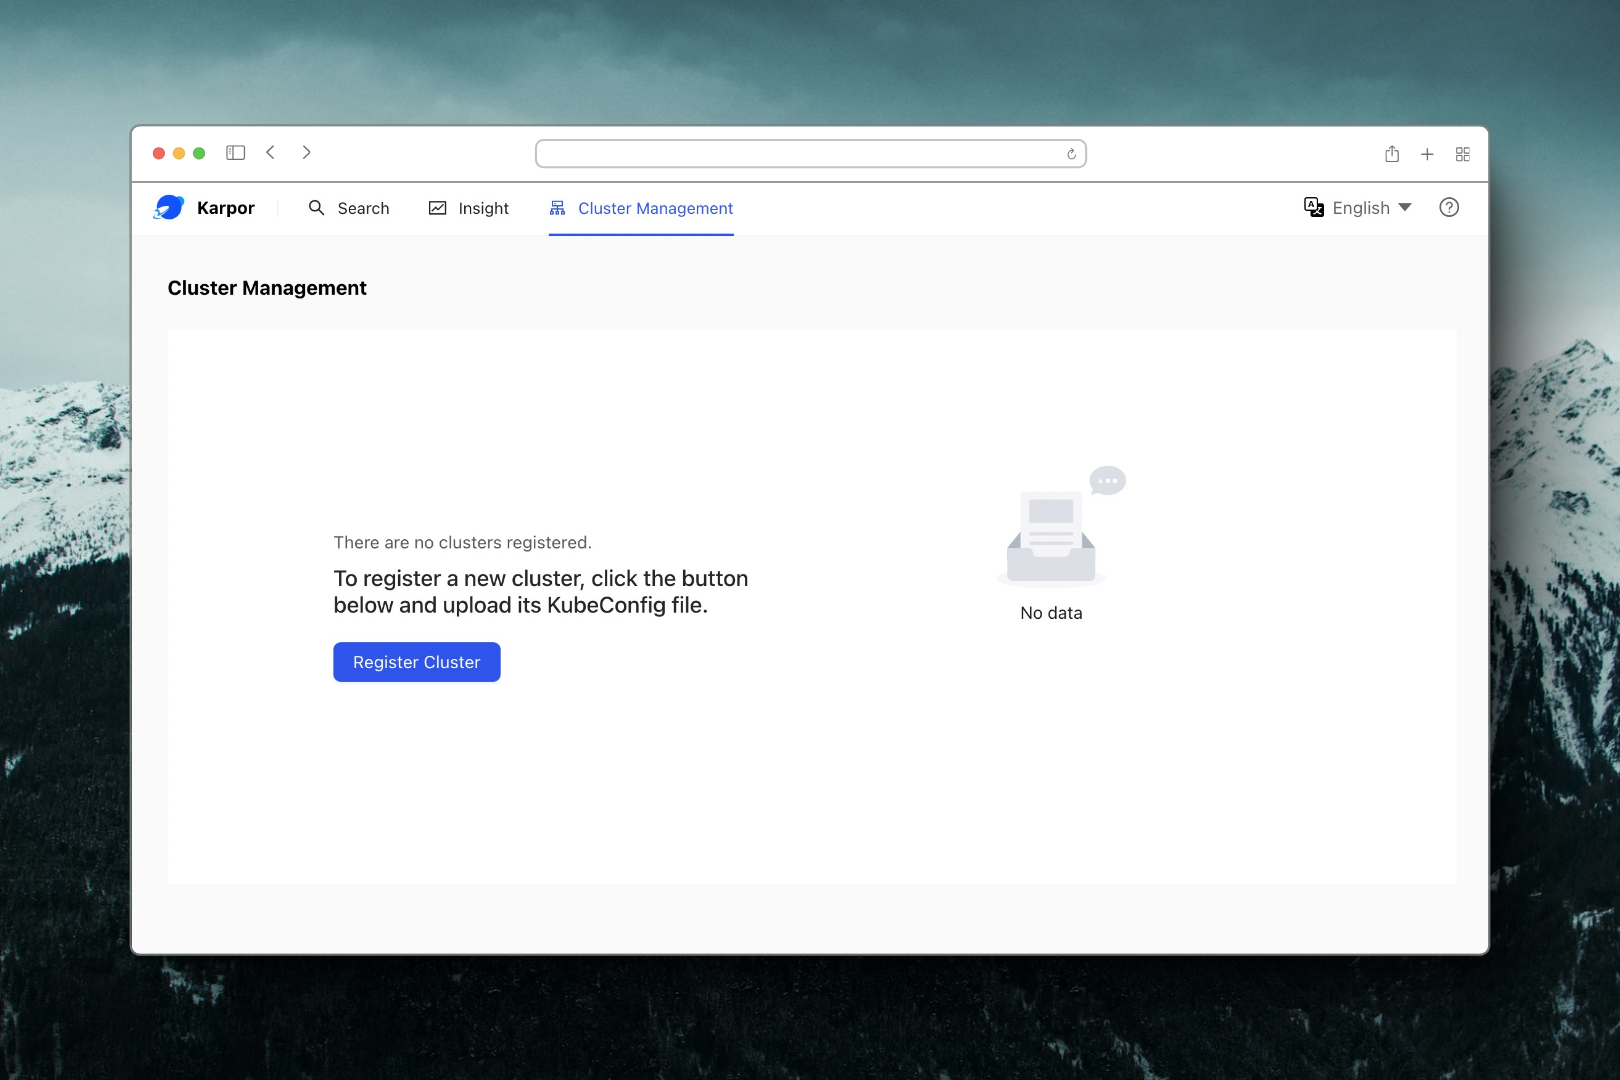 Karpor
Search
Insight
Cluster Management
English
Cluster Management
There are no clusters registered.
To register a new cluster, click the button
below and upload its KubeConfig file.
Register Cluster
No data